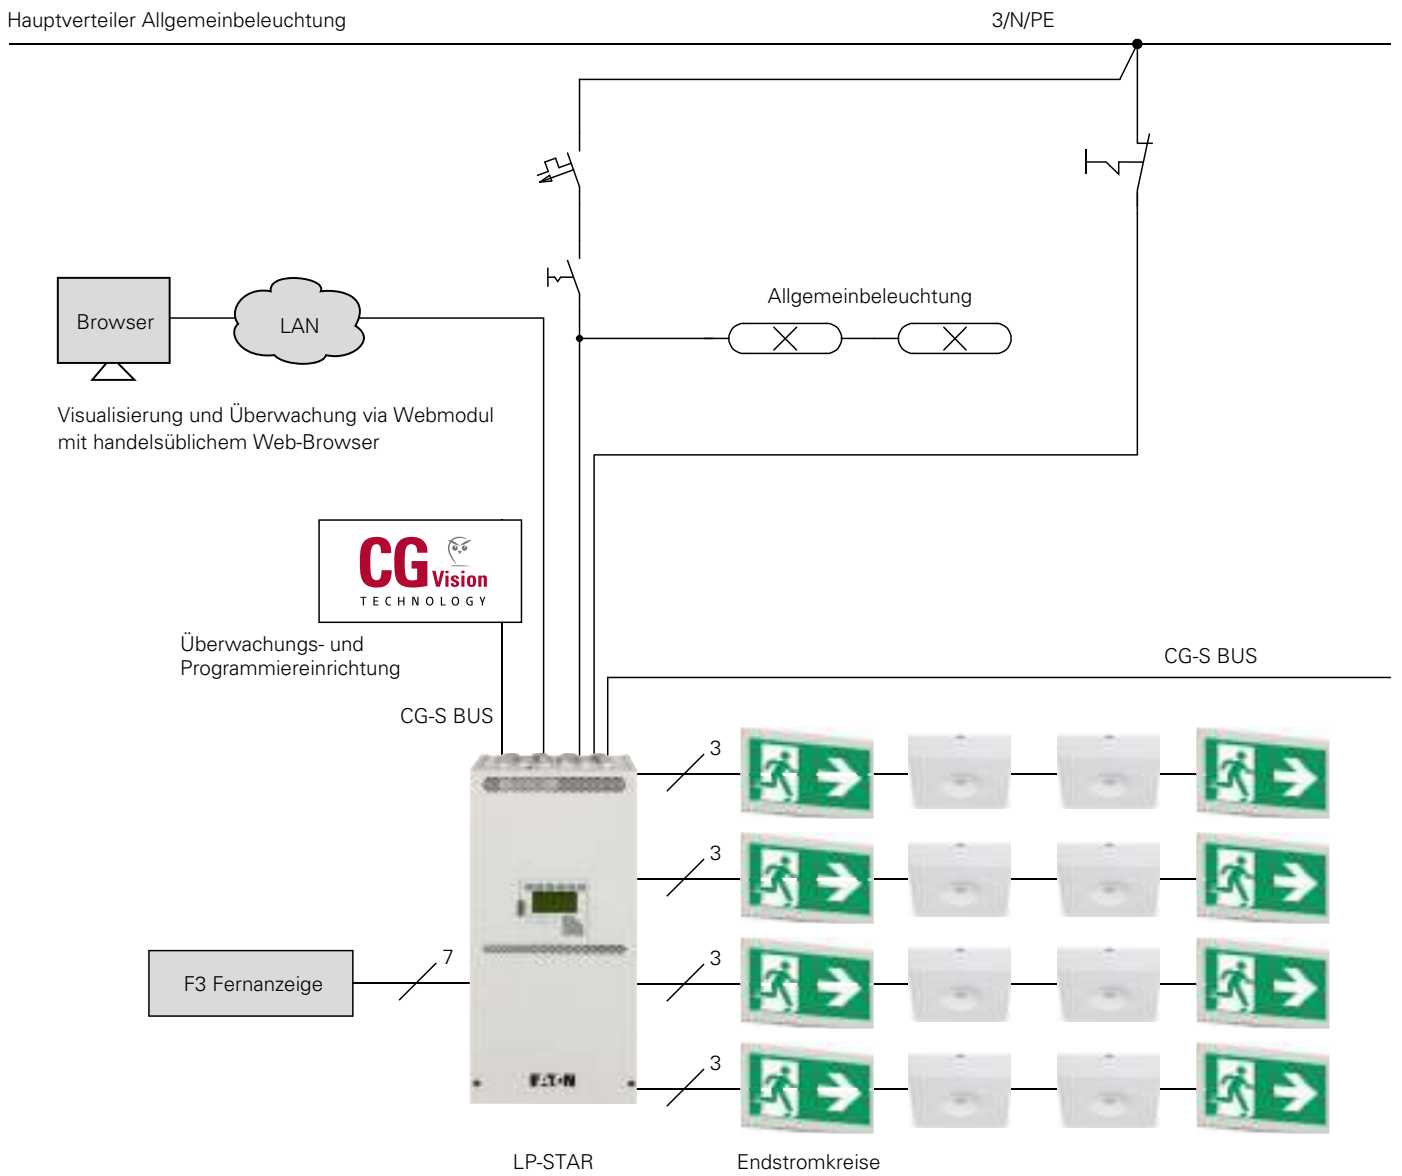 Hauptverteiler Allgemeinbeleuchtung
3/N/PE
Allgemeinbeleuchtung
Browser
LAN
Visualisierung und Überwachung via Webmodul
mit handelsüblichem Web-Browser
CG
Vision
TECHNOLOGY
Überwachungs- und
Programmiereinrichtung
CG-S BUS
CG-S BUS
3
3
7
3
F3 Fernanzeige
3
EATON
LP-STAR
Endstromkreise